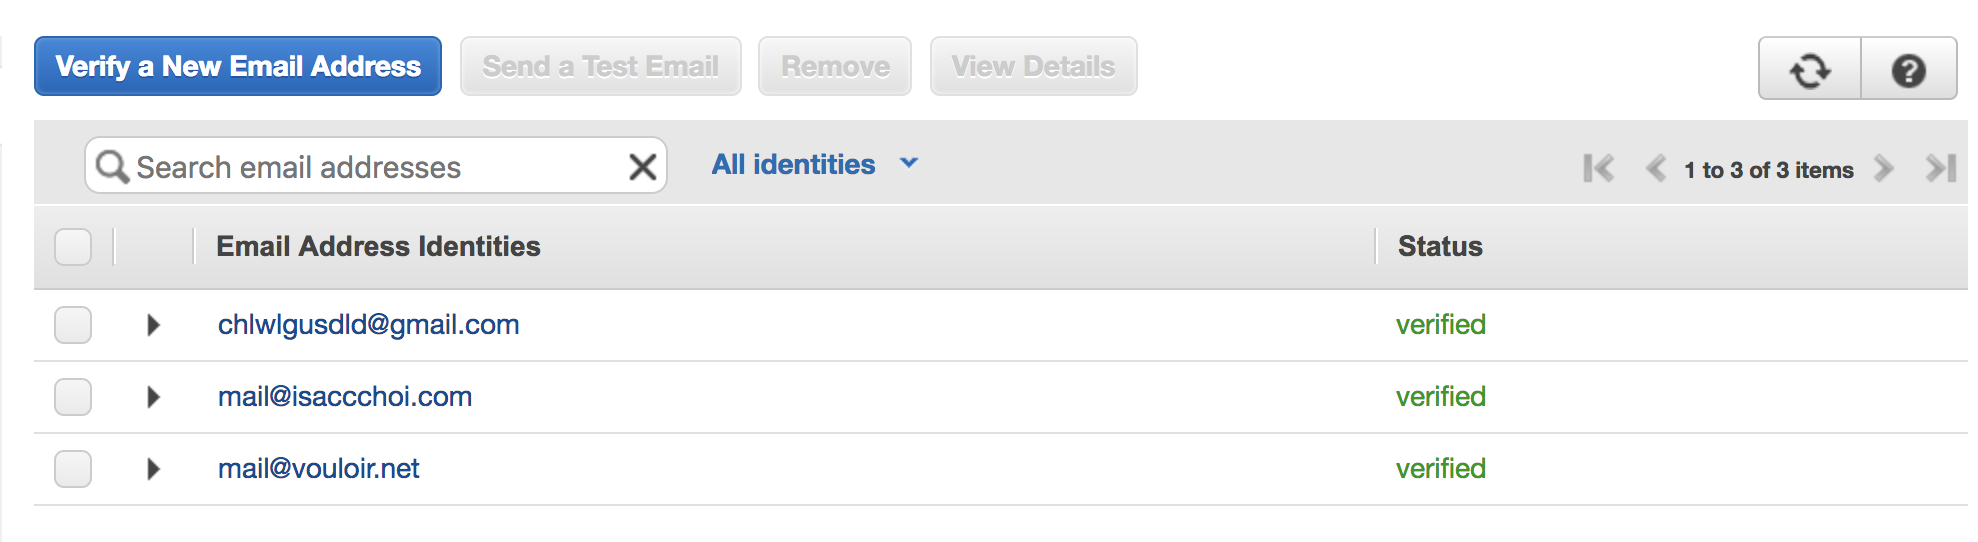 Verify a New Email Address Send a Test Email Remove View Details
Search email addresses All identities 1 to 3 of 3 items
Email Address Identities Status
chlwlgusdld@gmail.com verified
mail@isaccchoi.com verified
mail@vouloir.net verified